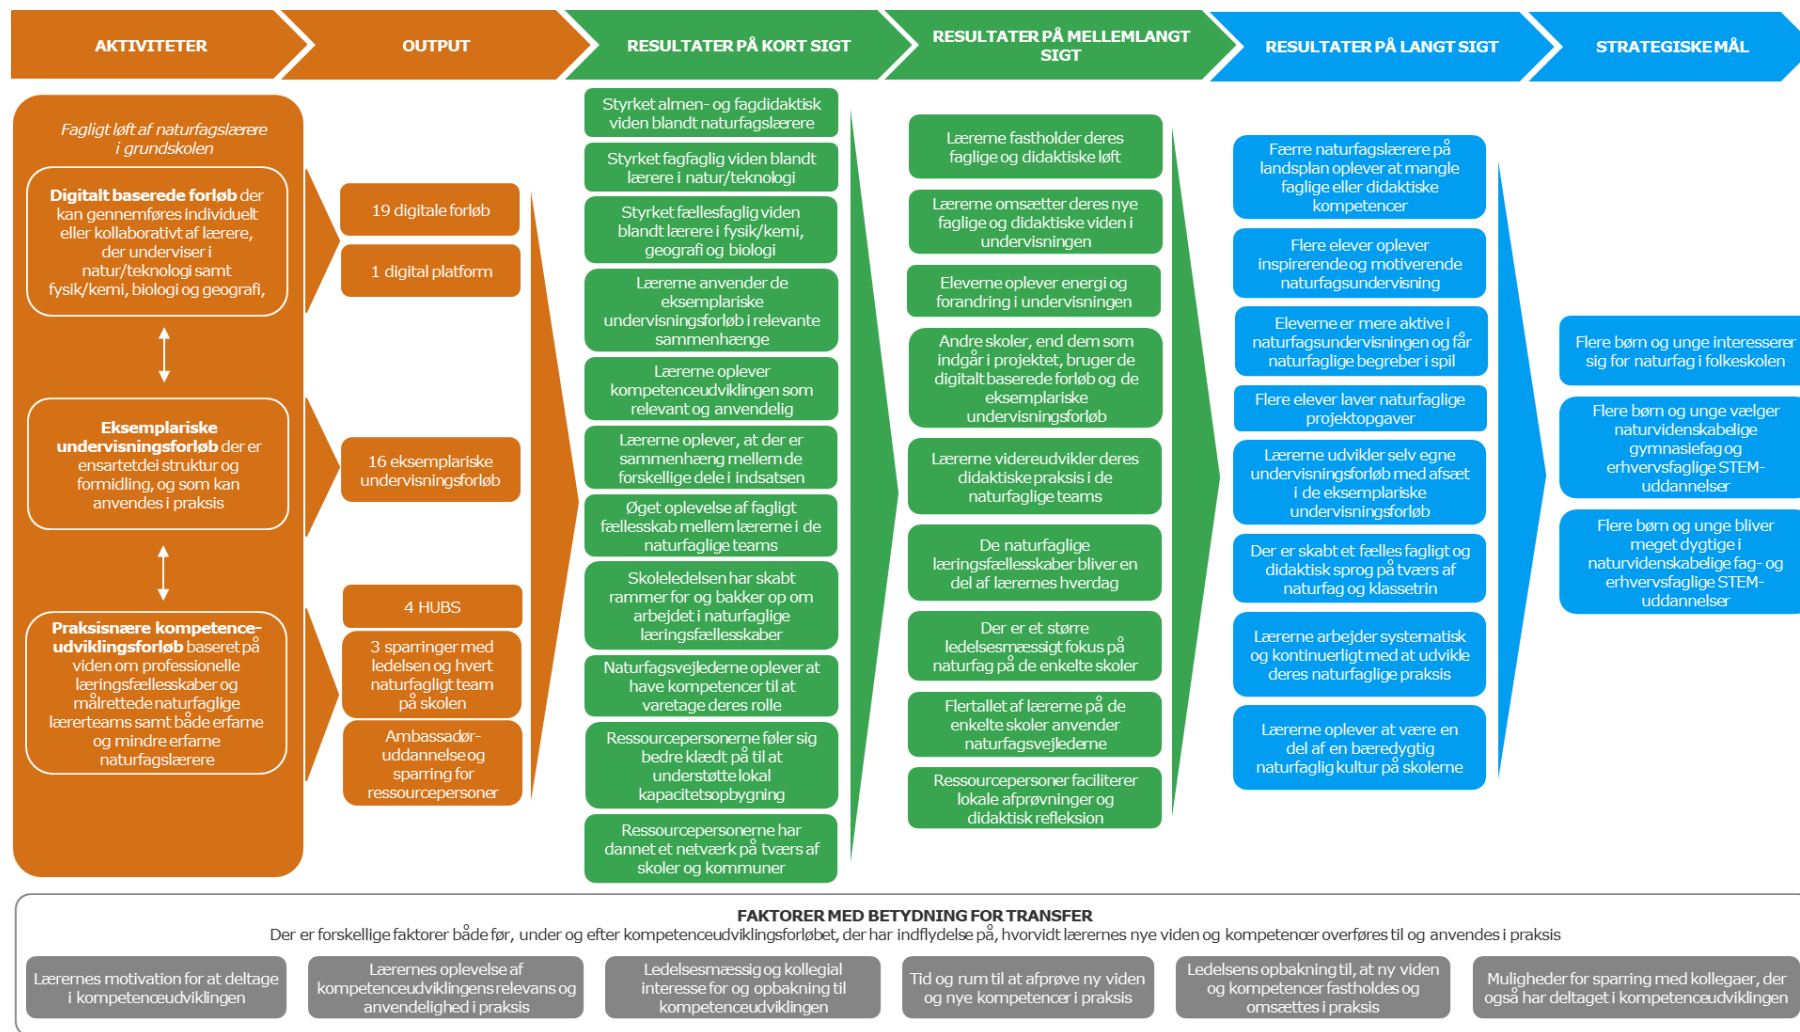 AKTIVITETER
OUTPUT
RESULTATER PÅ KORT SIGT
RESULTATER PÅ MELLEMLANGT
SIGT
RESULTATER PÅ LANGT SIGT
STRATEGISKE MÅL
Fagligt løft af naturfagslærere
i grundskolen
Digitalt baserede forløb der
kan gennemføres individuelt
eller kollaborativt af lærere,
der underviser i
natur/teknologi samt
fysik/kemi, biologi og geografi,
Eksemplariske
undervisningsforløb der er
ensartetdei struktur og
formidling, og som kan
anvendes i praksis
Praksisnære kompetence-
udviklingsforløb baseret på
viden om professionelle
læringsfællesskaber og
målrettede naturfaglige
lærerteams samt både erfarne
og mindre erfarne
naturfagslærere
19 digitale forløb
1 digital platform
16 eksemplariske
undervisningsforløb
4 HUBS
3 sparringer med
ledelsen og hvert
naturfagligt team
på skolen
Ambassadør-
uddannelse og
sparring for
ressourcepersoner
Styrket almen- og fagdidaktisk
viden blandt naturfagslærere
Styrket fagfaglig viden blandt
lærere i natur/teknologi
Styrket fællesfaglig viden
blandt lærere i fysik/kemi,
geografi og biologi
Lærerne anvender de
eksemplariske
undervisningsforløb i relevante
sammenhænge
Lærerne oplever
kompetenceudviklingen som
relevant og anvendelig
Lærerne oplever, at der er
sammenhæng mellem de
forskellige dele i indsatsen
Øget oplevelse af fagligt
fællesskab mellem lærerne i de
naturfaglige teams
Skoleledelsen har skabt
rammer for og bakker op om
arbejdet i naturfaglige
læringsfællesskaber
Naturfagsvejlederne oplever at
have kompetencer til at
varetage deres rolle
Ressourcepersonerne føler sig
bedre klædt på til at
understøtte lokal
kapacitetsopbygning
Ressourcepersonerne har
dannet et netværk på tværs af
skoler og kommuner
Lærerne fastholder deres
faglige og didaktiske løft
Lærerne omsætter deres nye
faglige og didaktiske viden i
undervisningen
Eleverne oplever energi og
forandring i undervisningen
Andre skoler, end dem som
indgår i projektet, bruger de
digitalt baserede forløb og de
eksemplariske
undervisningsforløb
Lærerne videreudvikler deres
didaktiske praksis i de
naturfaglige teams
De naturfaglige
læringsfællesskaber bliver en
del af lærernes hverdag
Der er et større
ledelsesmæssigt fokus på
naturfag på de enkelte skoler
Flertallet af lærerne på de
enkelte skoler anvender
naturfagsvejlederne
Ressourcepersoner faciliterer
lokale afprøvninger og
didaktisk refleksion
Færre naturfagslærere på
landsplan oplever at mangle
faglige eller didaktiske
kompetencer
Flere elever oplever
inspirerende og motiverende
naturfagsundervisning
Eleverne er mere aktive i
naturfagsundervisningen og får
naturfaglige begreber i spil
Flere elever laver naturfaglige
projektopgaver
Lærerne udvikler selv egne
undervisningsforløb med afsæt
i de eksemplariske
undervisningsforløb
Der er skabt et fælles fagligt og
didaktisk sprog på tværs af
naturfag og klassetrin
Lærerne arbejder systematisk
og kontinuerligt med at udvikle
deres naturfaglige praksis
Lærerne oplever at være en
del af en bæredygtig
naturfaglig kultur på skolerne
Flere børn og unge interesserer
sig for naturfag i folkeskolen
Flere børn og unge vælger
naturvidenskabelige
gymnasiefag og
erhvervsfaglige STEM-
uddannelser
Flere børn og unge bliver
meget dygtige i
naturvidenskabelige fag- og
erhvervsfaglige STEM-
uddannelser
FAKTORER MED BETYDNING FOR TRANSFER
Der er forskellige faktorer både før, under og efter kompetenceudviklingsforløbet, der har indflydelse på, hvorvidt lærernes nye viden og kompetencer overføres til og anvendes i praksis
Lærernes motivation for at deltage
i kompetenceudviklingen
Lærernes oplevelse af
kompetenceudviklingens relevans og
anvendelighed i praksis
Ledelsesmæssig og kollegial
interesse for og opbakning til
kompetenceudviklingen
Tid og rum til at afprøve ny viden
og nye kompetencer i praksis
Ledelsens opbakning til, at ny viden
og kompetencer fastholdes og
omsættes i praksis
Muligheder for sparring med kollegaer, der
også har deltaget i kompetenceudviklingen